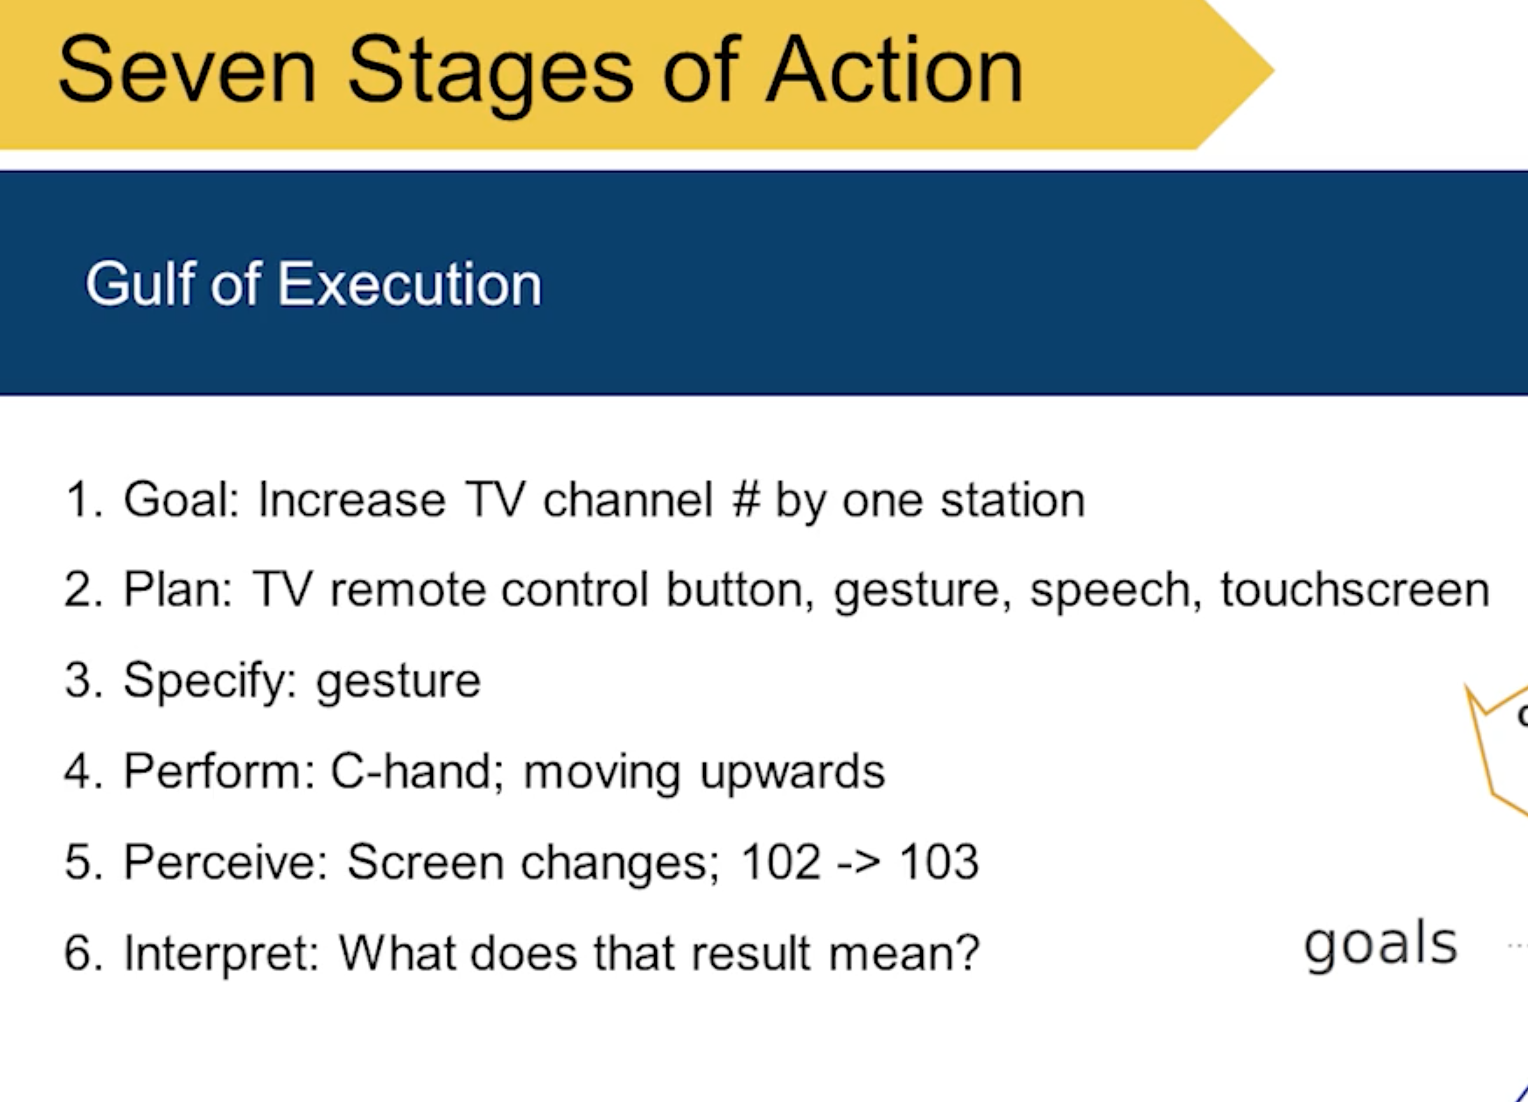 Seven Stages of Action
Gulf of Execution
1. Goal: Increase TV channel # by one station
2. Plan: TV remote control button, gesture, speech, touchscreen
3. Specify: gesture
4. Perform: C-hand; moving upwards
5. Perceive: Screen changes; 102 -> 103
6. Interpret: What does that result mean?
goals